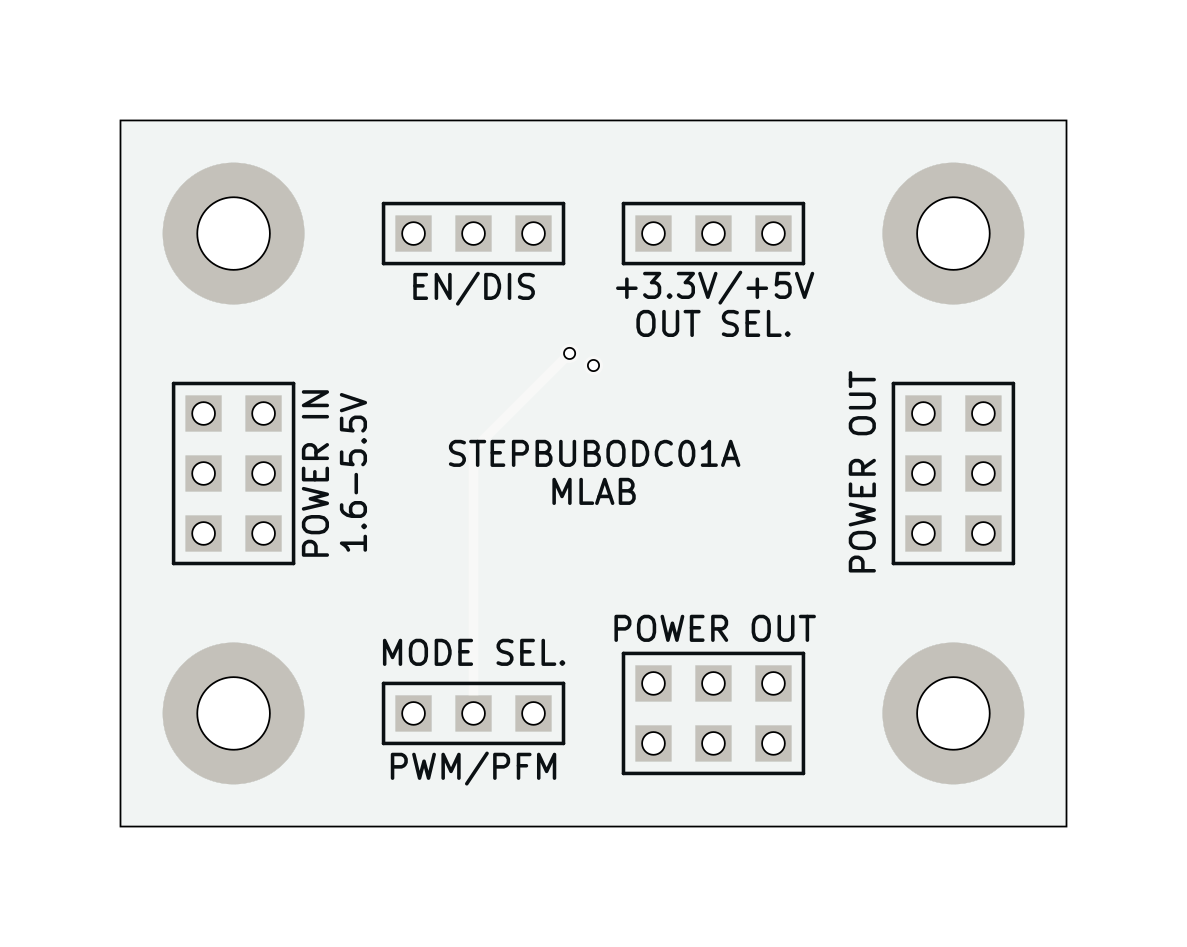 EN/DIS
+3.3V/+5V
OUT SEL.
POWER IN
1.6-5.5V
STEPBUBODC01A
MLAB
POWER OUT
MODE SEL.
PWM/PFM
POWER OUT